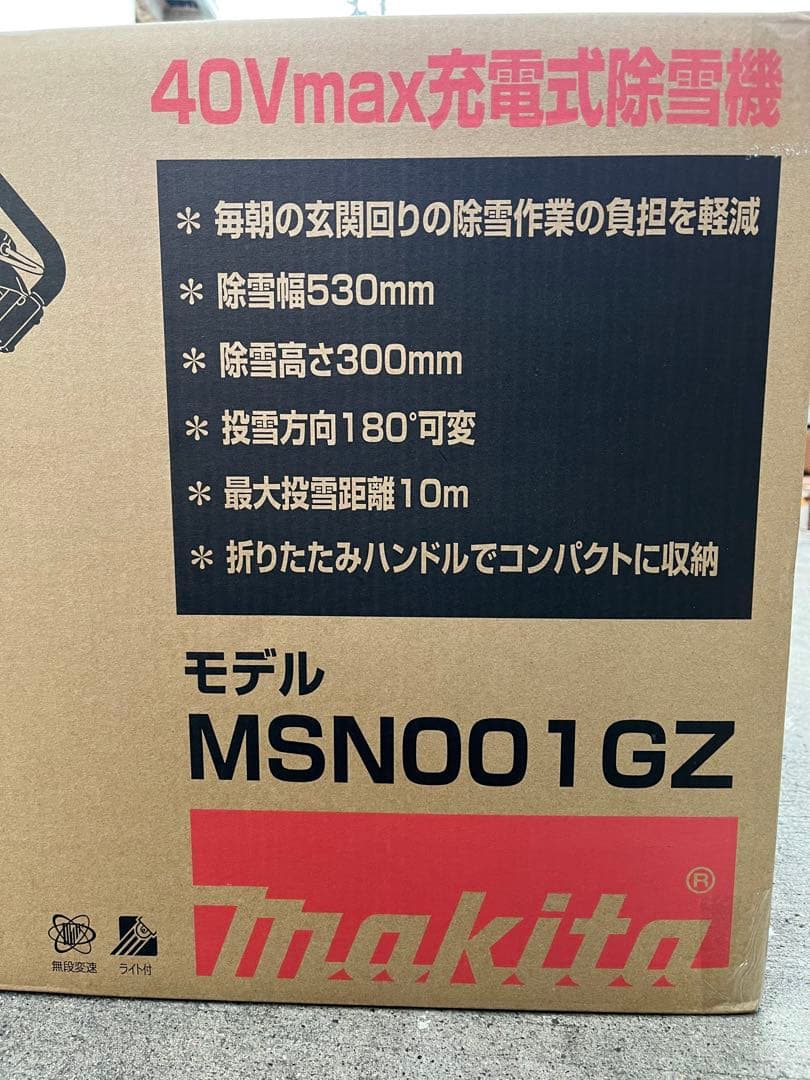 40Vmax充電式除雪機
＊ 毎朝の玄関回りの除雪作業の負担を軽減
＊ 除雪幅530mm
＊ 除雪高さ300mm
＊ 投雪方向180°可変
＊ 最大投雪距離10m
＊ 折りたたみハンドルでコンパクトに収納
モデル
MSN001GZ
makita®
無段変速 ライト付